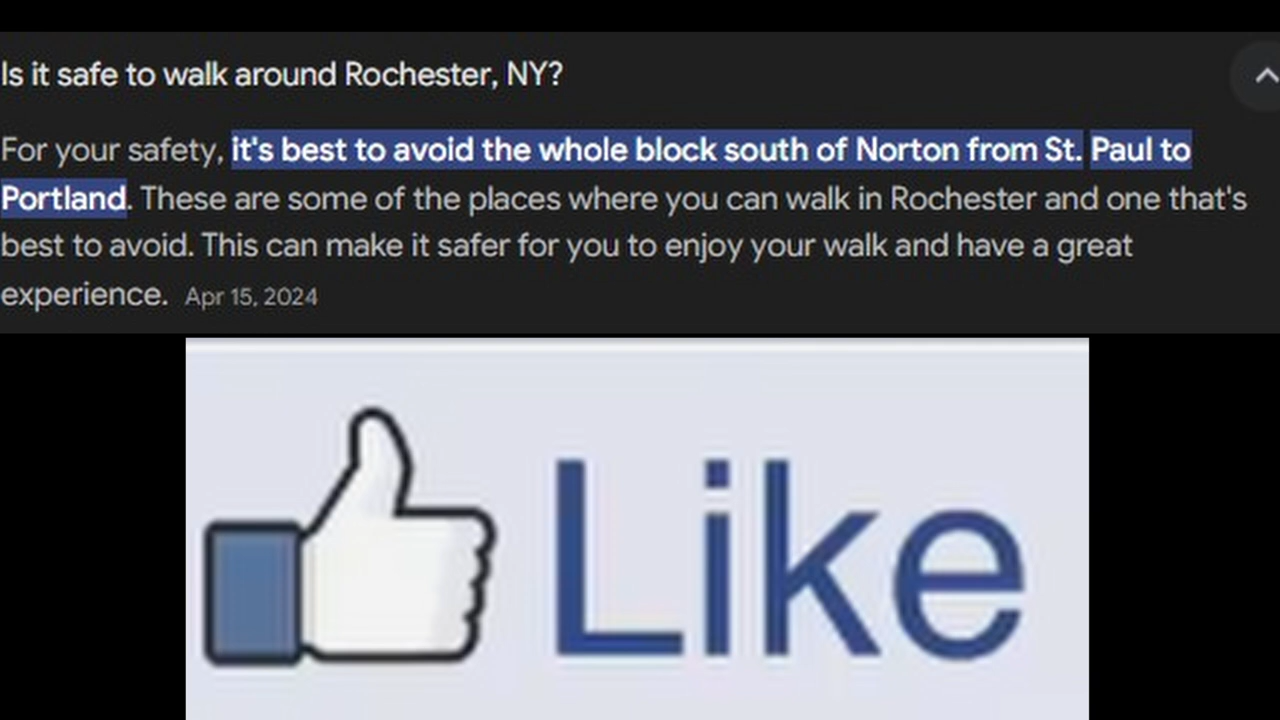 Is it safe to walk around Rochester, NY?
For your safety, it's best to avoid the whole block south of Norton from St. Paul to
Portland. These are some of the places where you can walk in Rochester and one that's
best to avoid. This can make it safer for you to enjoy your walk and have a great
experience. Apr 15, 2024
Like